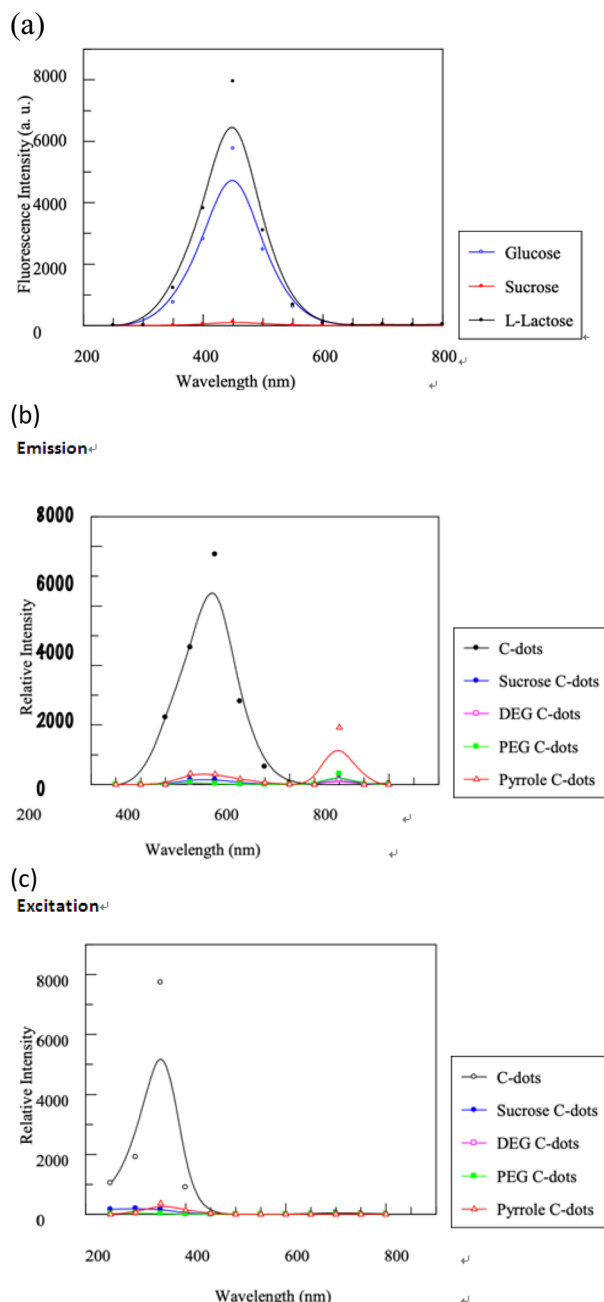 (a)
8000
6000
4000
2000
0
Fluorescence Intensity (a. u.)
200 400 600 800↵
Wavelength (nm) ↵
Glucose
Sucrose
L-Lactose
↵
(b)
Emission↵
8000
6000
4000
2000
0
Relative Intensity
200 400 600 800 ↵
Wavelength (nm) ↵
C-dots
Sucrose C-dots
DEG C-dots
PEG C-dots
Pyrrole C-dots
(c)
Excitation↵
8000
6000
4000
2000
0
Relative Intensity
200 400 600 800 ↵
Wavelength (nm) ↵
C-dots
Sucrose C-dots
DEG C-dots
PEG C-dots
Pyrrole C-dots